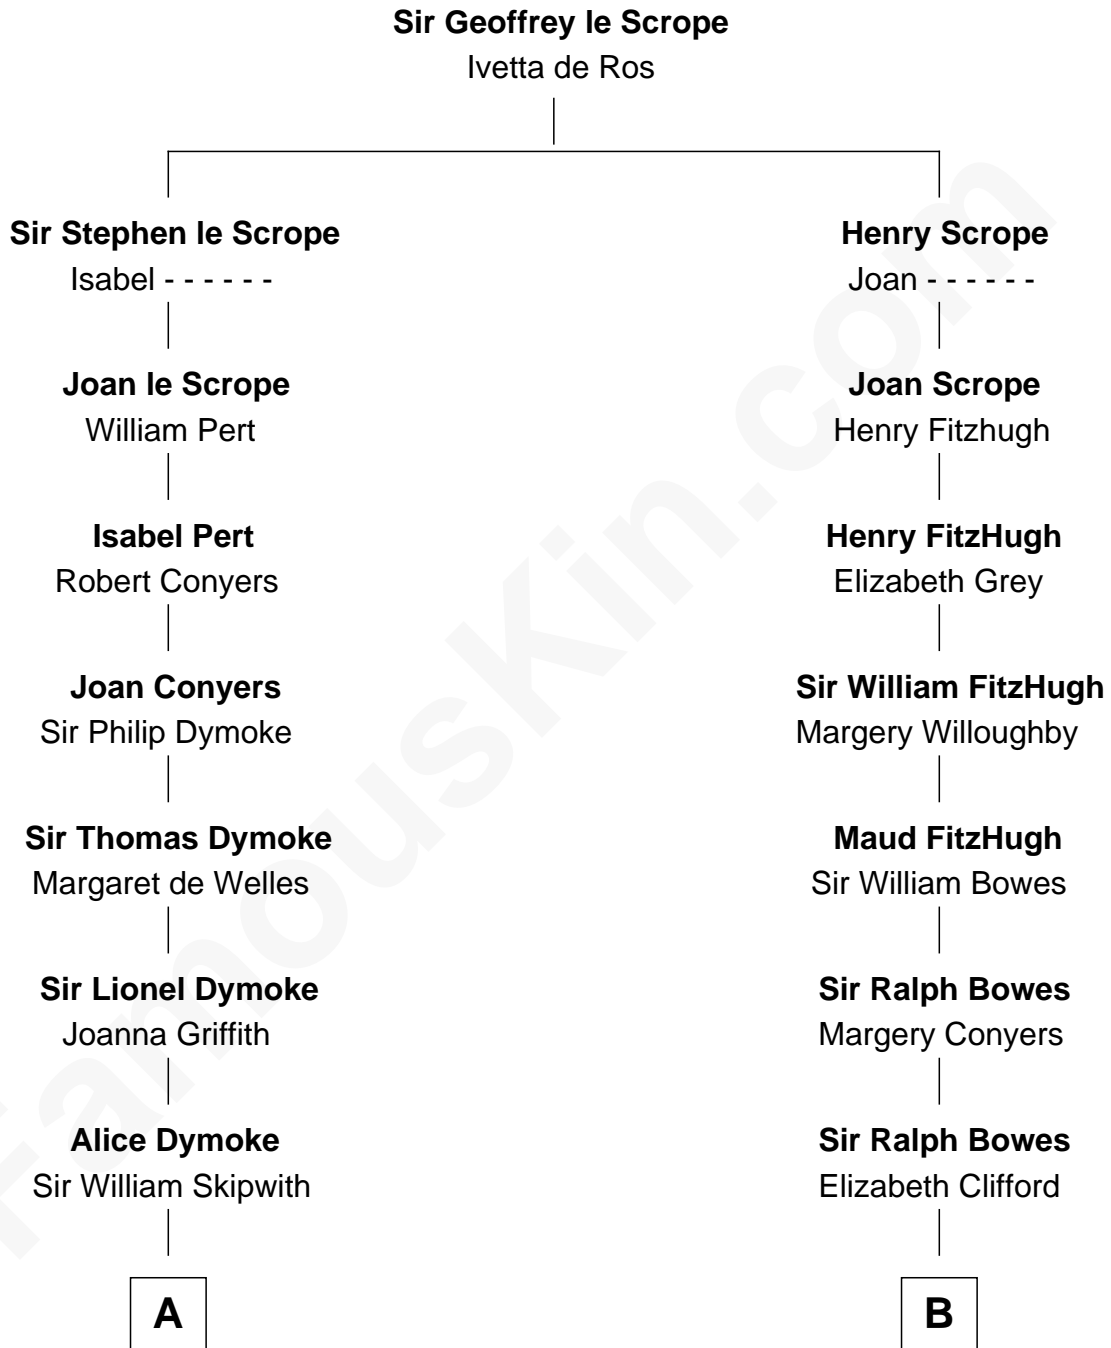 Sir Geoffrey le Scrope
Ivetta de Ros
Sir Stephen le Scrope
Isabel - - - - - -
Joan le Scrope
William Pert
Isabel Pert
Robert Conyers
Joan Conyers
Sir Philip Dymoke
Sir Thomas Dymoke
Margaret de Welles
Sir Lionel Dymoke
Joanna Griffith
Alice Dymoke
Sir William Skipwith
A
Henry Scrope
Joan - - - - - -
Joan Scrope
Henry Fitzhugh
Henry FitzHugh
Elizabeth Grey
Sir William FitzHugh
Margery Willoughby
Maud FitzHugh
Sir William Bowes
Sir Ralph Bowes
Margery Conyers
Sir Ralph Bowes
Elizabeth Clifford
B
FamousKin.com